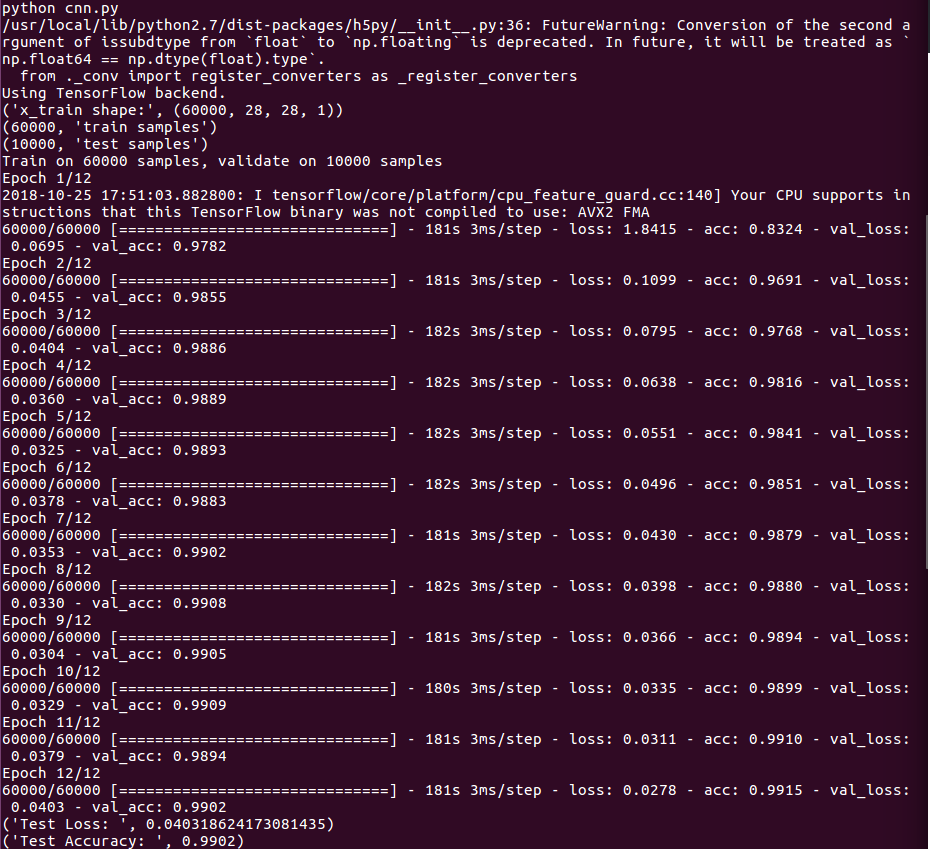 python cnn.py
/usr/local/lib/python2.7/dist-packages/h5py/__init__.py:36: FutureWarning: Conversion of the second a
rgument of issubdtype from `float` to `np.floating` is deprecated. In future, it will be treated as `
np.float64 == np.dtype(float).type`.
  from ._conv import register_converters as _register_converters
Using TensorFlow backend.
('x_train shape:', (60000, 28, 28, 1))
(60000, 'train samples')
(10000, 'test samples')
Train on 60000 samples, validate on 10000 samples
Epoch 1/12
2018-10-25 17:51:03.882800: I tensorflow/core/platform/cpu_feature_guard.cc:140] Your CPU supports in
structions that this TensorFlow binary was not compiled to use: AVX2 FMA
60000/60000 [==============================] - 181s 3ms/step - loss: 1.8415 - acc: 0.8324 - val_loss:
 0.0695 - val_acc: 0.9782
Epoch 2/12
60000/60000 [==============================] - 181s 3ms/step - loss: 0.1099 - acc: 0.9691 - val_loss:
 0.0455 - val_acc: 0.9855
Epoch 3/12
60000/60000 [==============================] - 182s 3ms/step - loss: 0.0795 - acc: 0.9768 - val_loss:
 0.0404 - val_acc: 0.9886
Epoch 4/12
60000/60000 [==============================] - 182s 3ms/step - loss: 0.0638 - acc: 0.9816 - val_loss:
 0.0360 - val_acc: 0.9889
Epoch 5/12
60000/60000 [==============================] - 182s 3ms/step - loss: 0.0551 - acc: 0.9841 - val_loss:
 0.0325 - val_acc: 0.9893
Epoch 6/12
60000/60000 [==============================] - 182s 3ms/step - loss: 0.0496 - acc: 0.9851 - val_loss:
 0.0378 - val_acc: 0.9883
Epoch 7/12
60000/60000 [==============================] - 181s 3ms/step - loss: 0.0430 - acc: 0.9879 - val_loss:
 0.0353 - val_acc: 0.9902
Epoch 8/12
60000/60000 [==============================] - 182s 3ms/step - loss: 0.0398 - acc: 0.9880 - val_loss:
 0.0330 - val_acc: 0.9908
Epoch 9/12
60000/60000 [==============================] - 181s 3ms/step - loss: 0.0366 - acc: 0.9894 - val_loss:
 0.0304 - val_acc: 0.9905
Epoch 10/12
60000/60000 [==============================] - 180s 3ms/step - loss: 0.0335 - acc: 0.9899 - val_loss:
 0.0329 - val_acc: 0.9909
Epoch 11/12
60000/60000 [==============================] - 181s 3ms/step - loss: 0.0311 - acc: 0.9910 - val_loss:
 0.0379 - val_acc: 0.9894
Epoch 12/12
60000/60000 [==============================] - 181s 3ms/step - loss: 0.0278 - acc: 0.9915 - val_loss:
 0.0403 - val_acc: 0.9902
('Test Loss: ', 0.040318624173081435)
('Test Accuracy: ', 0.9902)